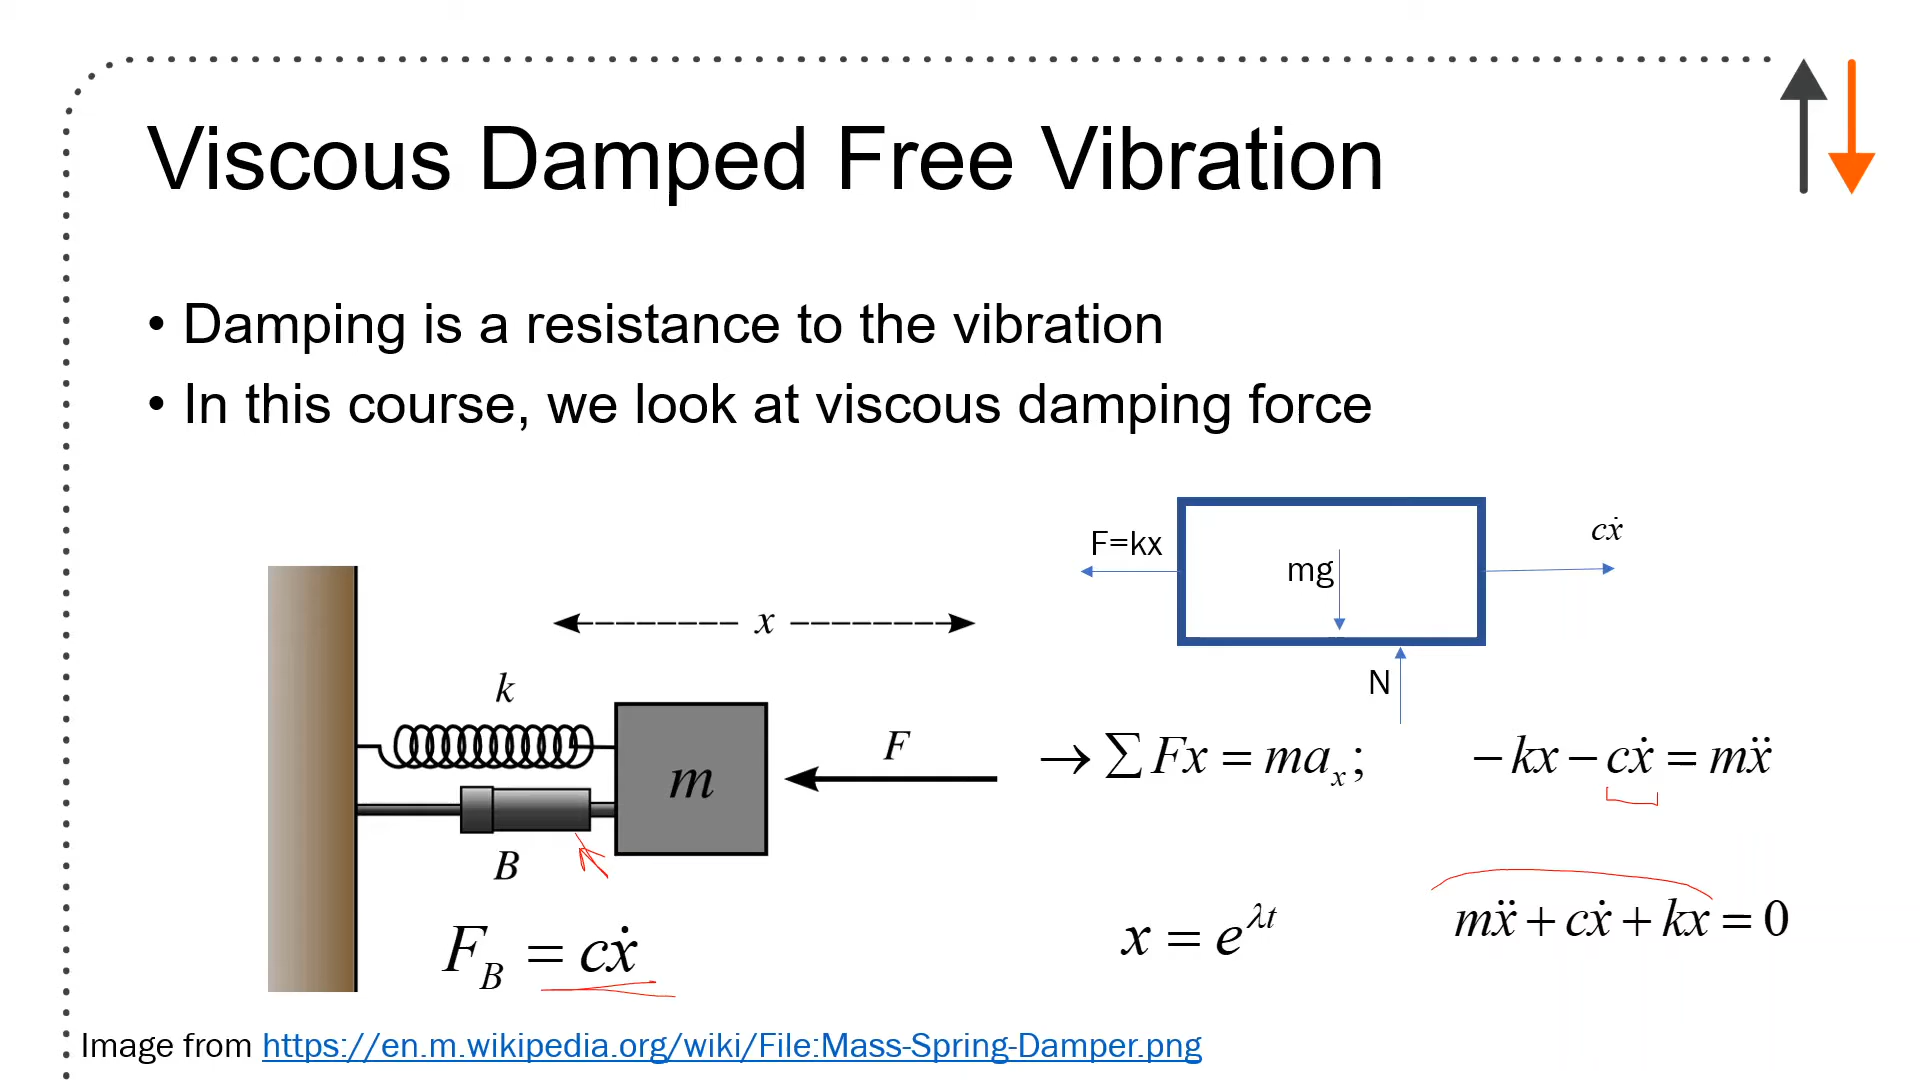 Viscous Damped Free Vibration
• Damping is a resistance to the vibration
• In this course, we look at viscous damping force
F=kx
mg
cẋ
N
x
k
m
F
B
F_B = cẋ
→ ∑ Fx = ma_x ;
− kx − cẋ = mẍ
x = e^{λt}
mẍ + cẋ + kx = 0
Image from https://en.m.wikipedia.org/wiki/File:Mass-Spring-Damper.png